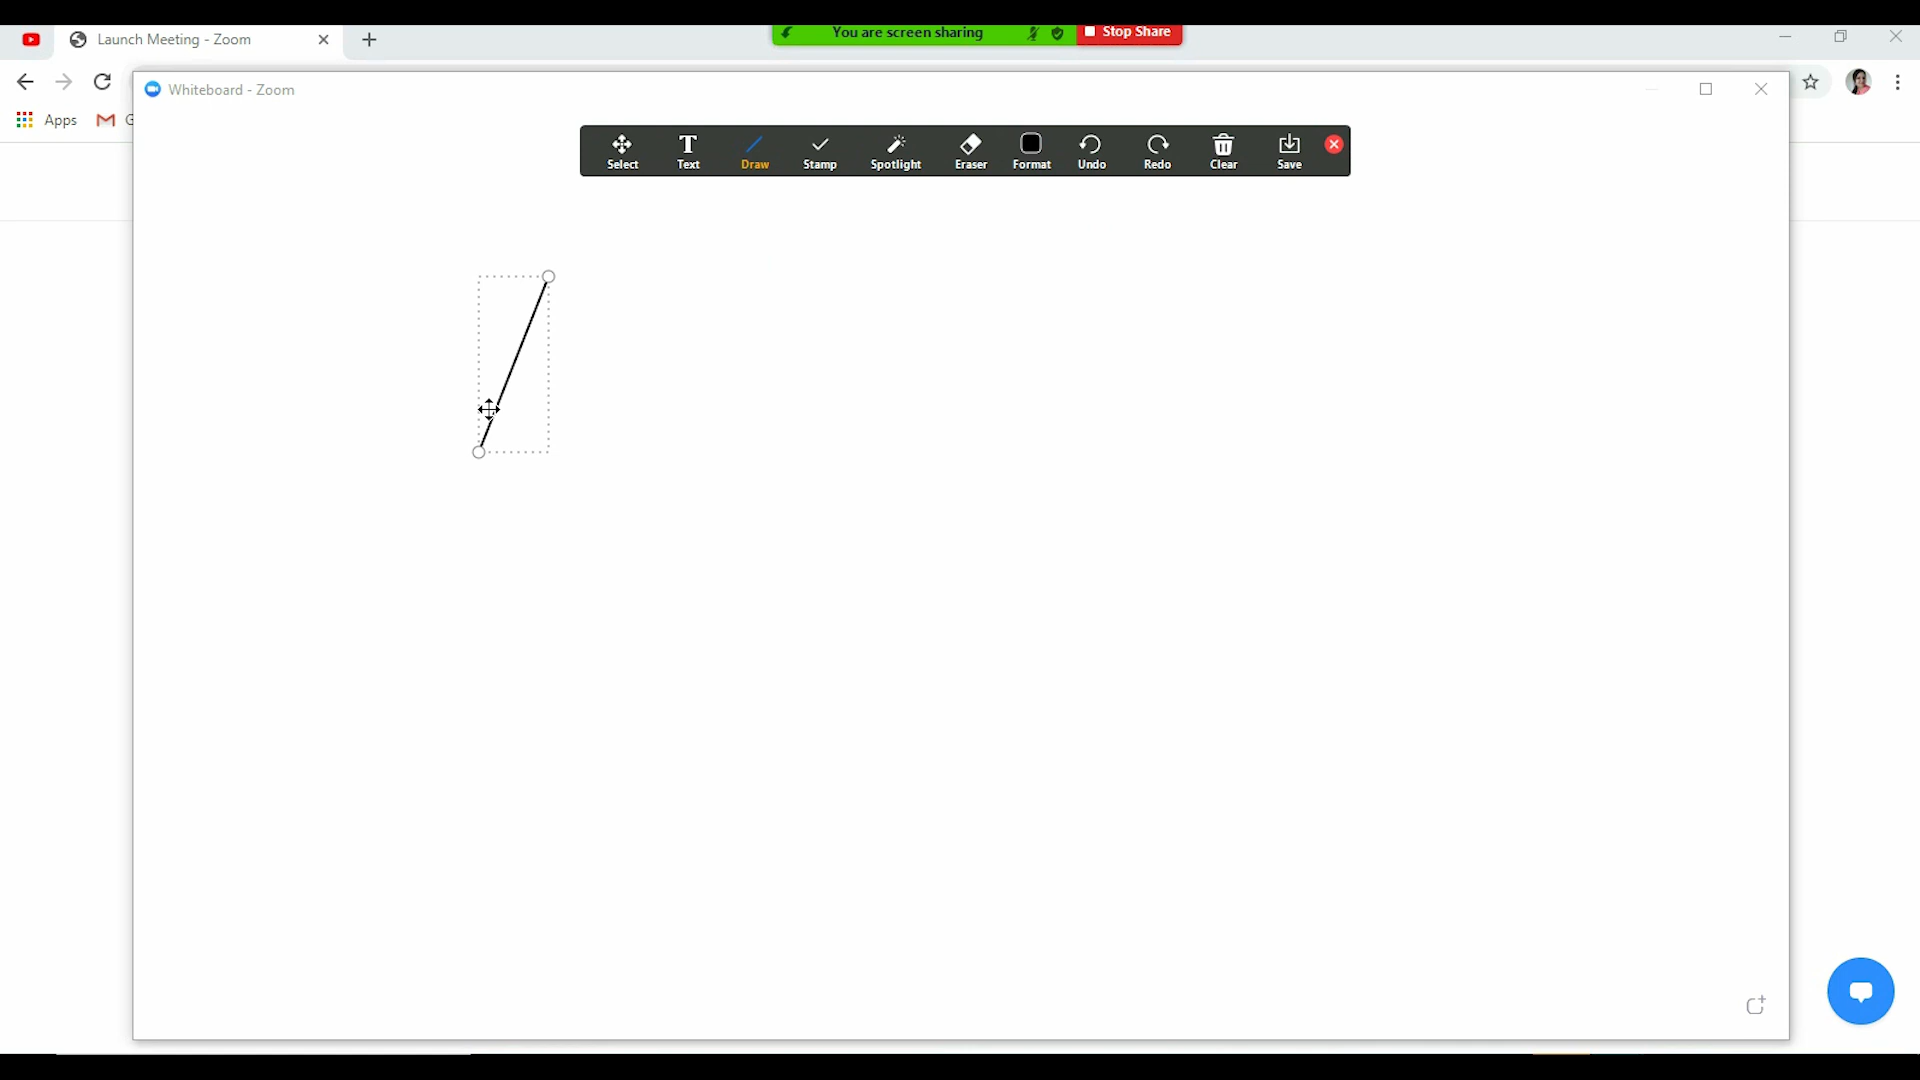 Launch Meeting - Zoom
You are screen sharing
Stop Share
Whiteboard - Zoom
Apps
Select Text Draw Stamp Spotlight Eraser Format Undo Redo Clear Save